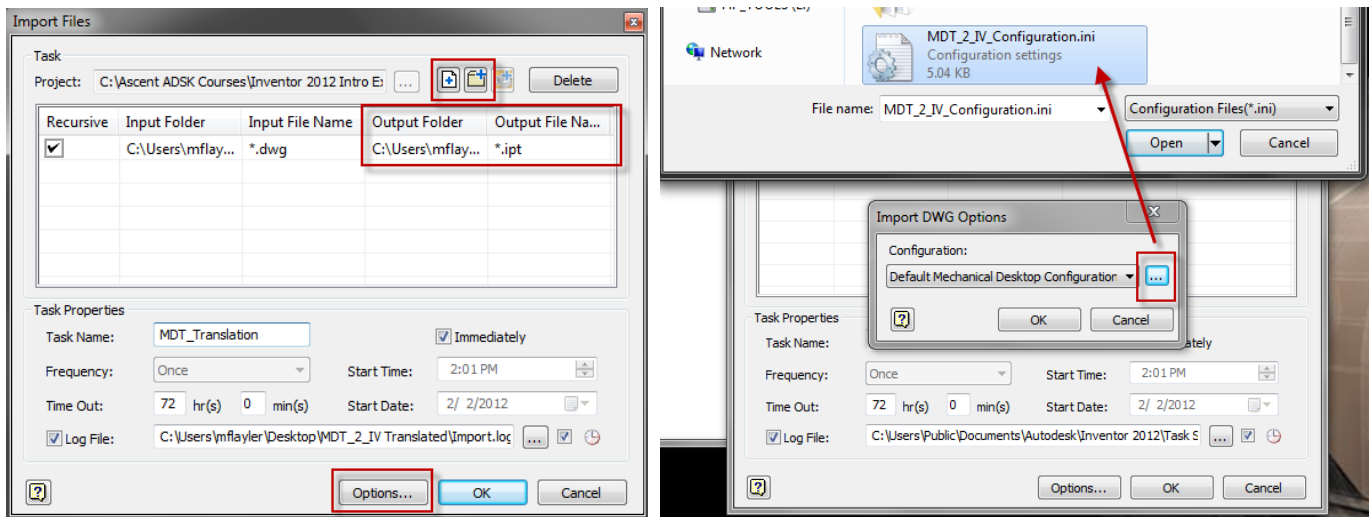 Import Files
Task
Project: C:\Ascent ADSK Courses\Inventor 2012 Intro E: ... Delete
Recursive Input Folder Input File Name Output Folder Output File Na...
C:\Users\mflay... *.dwg C:\Users\mflay... *.ipt
Task Properties
Task Name: MDT_Translation Immediately
Frequency: Once Start Time: 2:01 PM
Time Out: 72 hr(s) 0 min(s) Start Date: 2/ 2/2012
Log File: C:\Users\mflayler\Desktop\MDT_2_IV Translated\Import.log ...
Options... OK Cancel
Network
MDT_2_IV_Configuration.ini
Configuration settings
5.04 KB
File name: MDT_2_IV_Configuration.ini Configuration Files(*.ini)
Open Cancel
Import DWG Options
Configuration:
Default Mechanical Desktop Configuration ...
OK Cancel
Task Properties
Task Name:
Frequency: Once Start Time: 2:01 PM
Time Out: 72 hr(s) 0 min(s) Start Date: 2/ 2/2012
Log File: C:\Users\Public\Documents\Autodesk\Inventor 2012\Task S ...
Options... OK Cancel